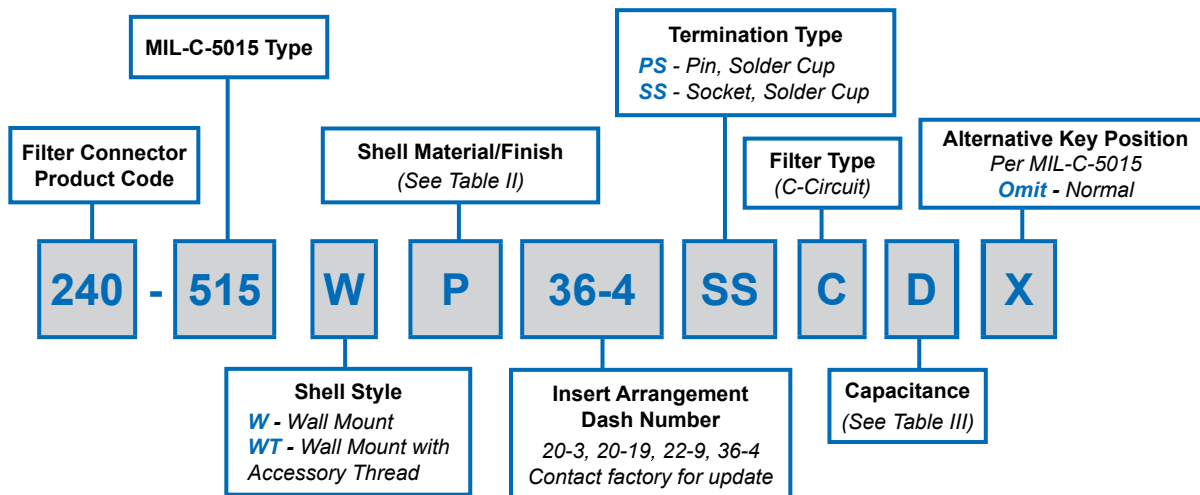 MIL-C-5015 Type
Termination Type
PS - Pin, Solder Cup
SS - Socket, Solder Cup
Filter Connector
Product Code
Shell Material/Finish
(See Table II)
Filter Type
(C-Circuit)
Alternative Key Position
Per MIL-C-5015
Omit - Normal
240 - 515 W P 36-4 SS C D X
Shell Style
W - Wall Mount
WT - Wall Mount with
Accessory Thread
Insert Arrangement
Dash Number
20-3, 20-19, 22-9, 36-4
Contact factory for update
Capacitance
(See Table III)